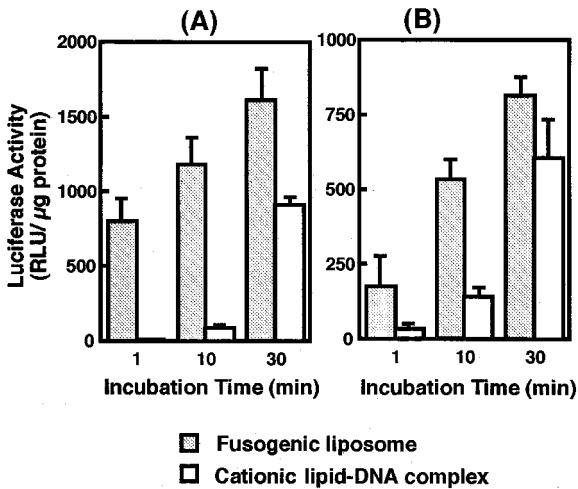 (A)
(B)
Luciferase Activity
(RLU/ µg protein)
2000
1500
1000
500
0
1 10 30
Incubation Time (min)
1000
750
500
250
0
1 10 30
Incubation Time (min)
Fusogenic liposome
Cationic lipid-DNA complex